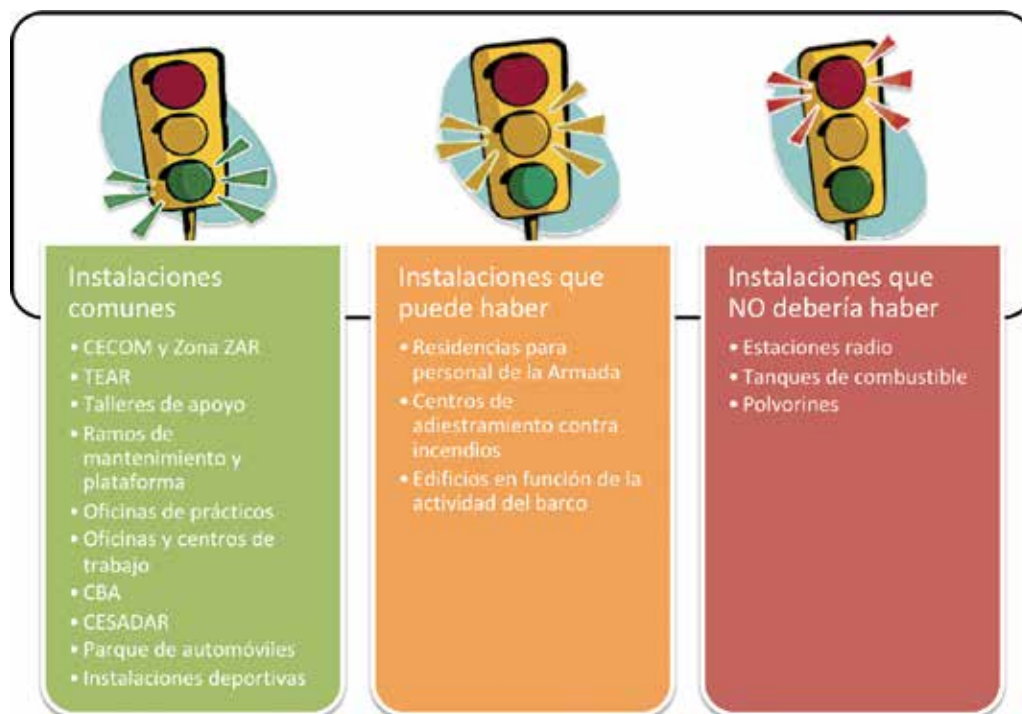 Instalaciones
comunes
• CECOM y Zona ZAR
• TEAR
• Talleres de apoyo
• Ramos de
mantenimiento y
plataforma
• Oficinas de prácticos
• Oficinas y centros de
trabajo
• CBA
• CESADAR
• Parque de automóviles
• Instalaciones deportivas
Instalaciones que
puede haber
• Residencias para
personal de la Armada
• Centros de
adiestramiento contra
incendios
• Edificios en función de la
actividad del barco
Instalaciones que
NO debería haber
• Estaciones radio
• Tanques de combustible
• Polvorines